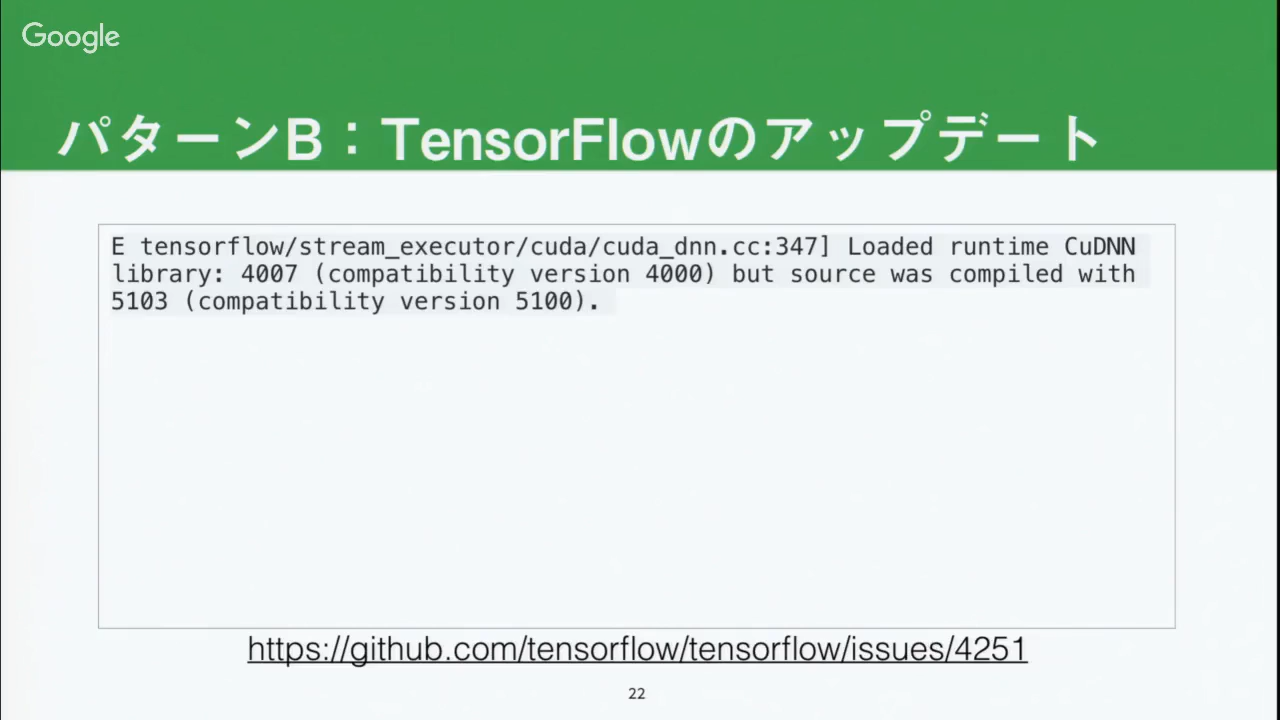 Google
パターンB：TensorFlowのアップデート
E tensorflow/stream_executor/cuda/cuda_dnn.cc:347] Loaded runtime CuDNN
library: 4007 (compatibility version 4000) but source was compiled with
5103 (compatibility version 5100).
https://github.com/tensorflow/tensorflow/issues/4251
22